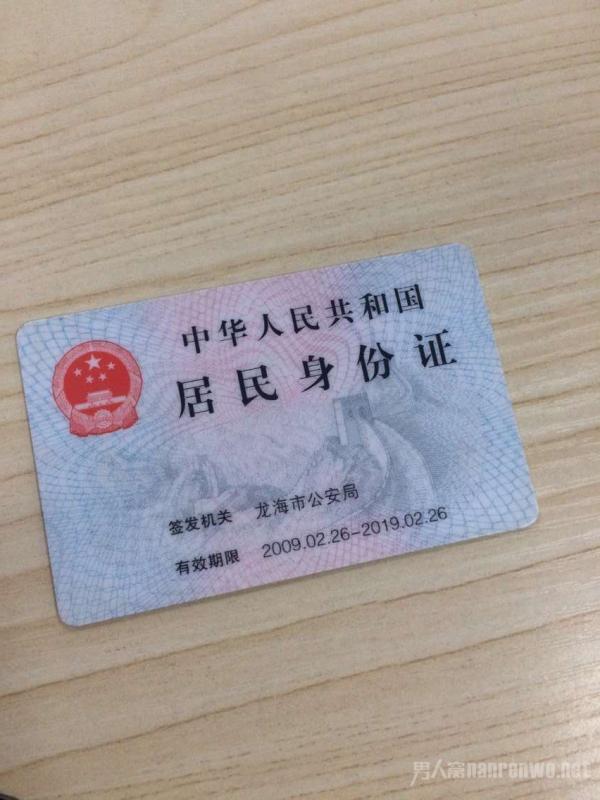 中华人民共和国
居民身份证
签发机关 龙海市公安局
有效期限 2009.02.26-2019.02.26
男人窝nanrenwo.net